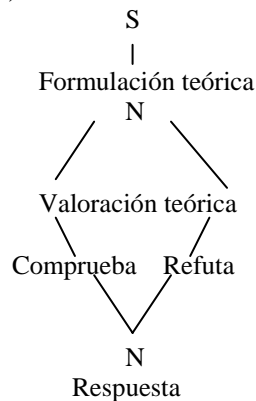 S
Formulación teórica
N
Valoración teórica
Comprueba Refuta
N
Respuesta